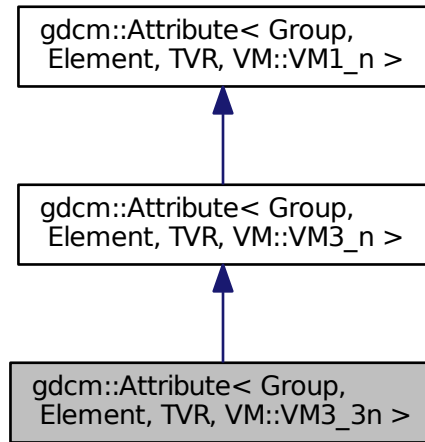 gdcm::Attribute< Group,
Element, TVR, VM::VM1_n >
gdcm::Attribute< Group,
Element, TVR, VM::VM3_n >
gdcm::Attribute< Group,
Element, TVR, VM::VM3_3n >